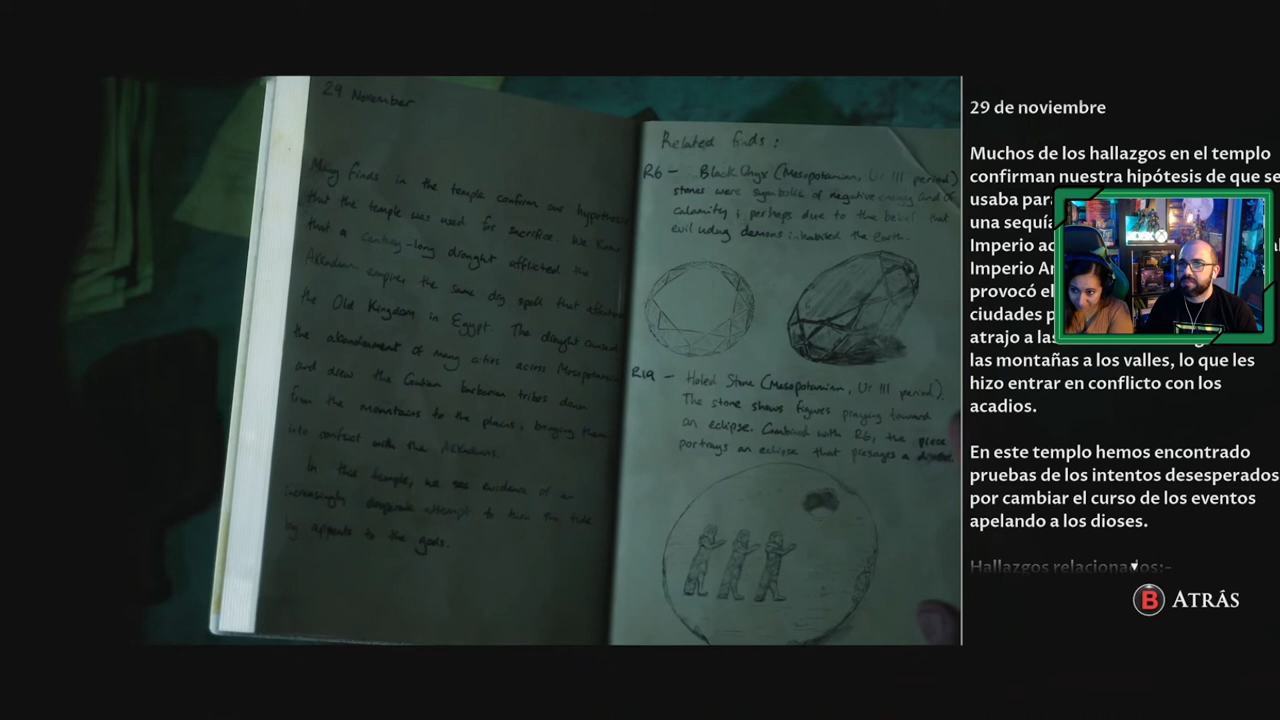 29 November
Many finds in the temple confirm our hypothesis
that the temple was used for sacrifice. We know
that a century-long drought afflicted the
Akkadian empire, the same dry spell that affected
the Old Kingdom in Egypt. The drought caused
the abandonment of many cities across Mesopotamia
and drew the Gutian barbarian tribes down
from the mountains to the plains, bringing them
into conflict with the Akkadians.
In this temple, we see evidence of an
increasingly desperate attempt to turn the tide
by appeals to the gods.
Related finds:
R6 - Black Onyx (Mesopotamian, Ur III period)
stones were symbolic of negative energy and of
calamity; perhaps due to the belief that
evil udug demons inhabited the Earth.
R19 - Holed Stone (Mesopotamian, Ur III period).
The stone shows figures praying toward
an eclipse. Combined with R6, the piece
portrays an eclipse that presages a
29 de noviembre
Muchos de los hallazgos en el templo
confirman nuestra hipótesis de que se
usaba par
una sequía
Imperio ac
Imperio An
provocó el
ciudades p
atrajo a las
las montañas a los valles, lo que les
hizo entrar en conflicto con los
acadios.
En este templo hemos encontrado
pruebas de los intentos desesperados
por cambiar el curso de los eventos
apelando a los dioses.
Hallazgos relacionados:-
B ATRÁS